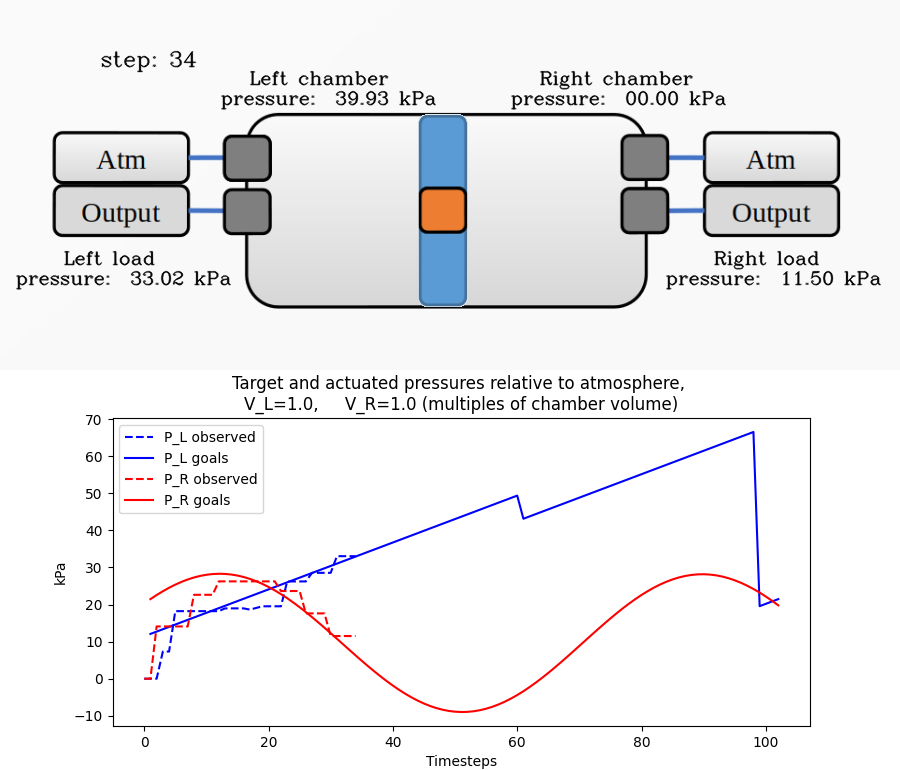 step: 34
Left chamber
pressure: 39.93 kPa
Right chamber
pressure: 00.00 kPa
Atm
Output
Atm
Output
Left load
pressure: 33.02 kPa
Right load
pressure: 11.50 kPa
Target and actuated pressures relative to atmosphere,
V_L=1.0, V_R=1.0 (multiples of chamber volume)
P_L observed
P_L goals
P_R observed
P_R goals
kPa
70
60
50
40
30
20
10
0
−10
0 20 40 60 80 100
Timesteps